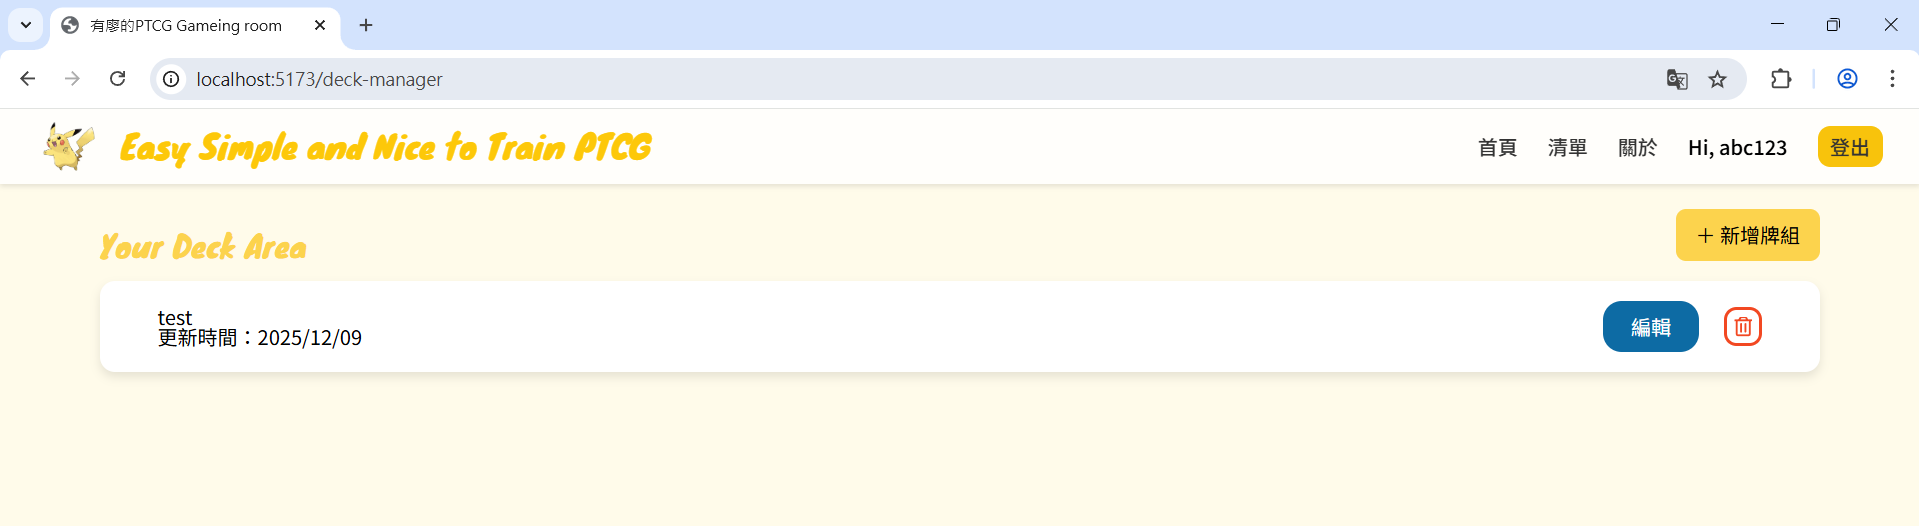 有廖的PTCG Gameing room
localhost:5173/deck-manager
Easy Simple and Nice to Train PTCG
首頁 清單 關於 Hi, abc123 登出
Your Deck Area
+ 新增牌組
test
更新時間：2025/12/09
編輯